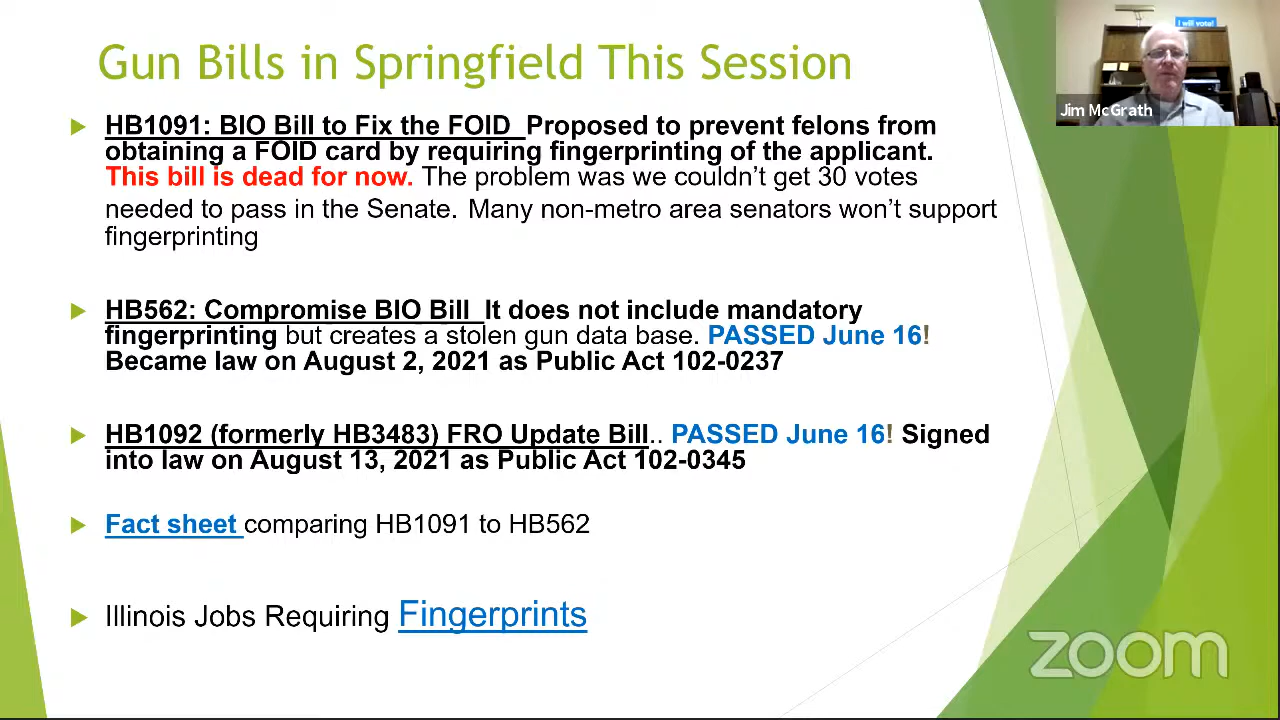 Gun Bills in Springfield This Session
I will vote!
Jim McGrath
HB1091: BIO Bill to Fix the FOID Proposed to prevent felons from
obtaining a FOID card by requiring fingerprinting of the applicant.
This bill is dead for now. The problem was we couldn't get 30 votes
needed to pass in the Senate. Many non-metro area senators won't support
fingerprinting
HB562: Compromise BIO Bill It does not include mandatory
fingerprinting but creates a stolen gun data base. PASSED June 16!
Became law on August 2, 2021 as Public Act 102-0237
HB1092 (formerly HB3483) FRO Update Bill.. PASSED June 16! Signed
into law on August 13, 2021 as Public Act 102-0345
Fact sheet comparing HB1091 to HB562
Illinois Jobs Requiring Fingerprints
zoom